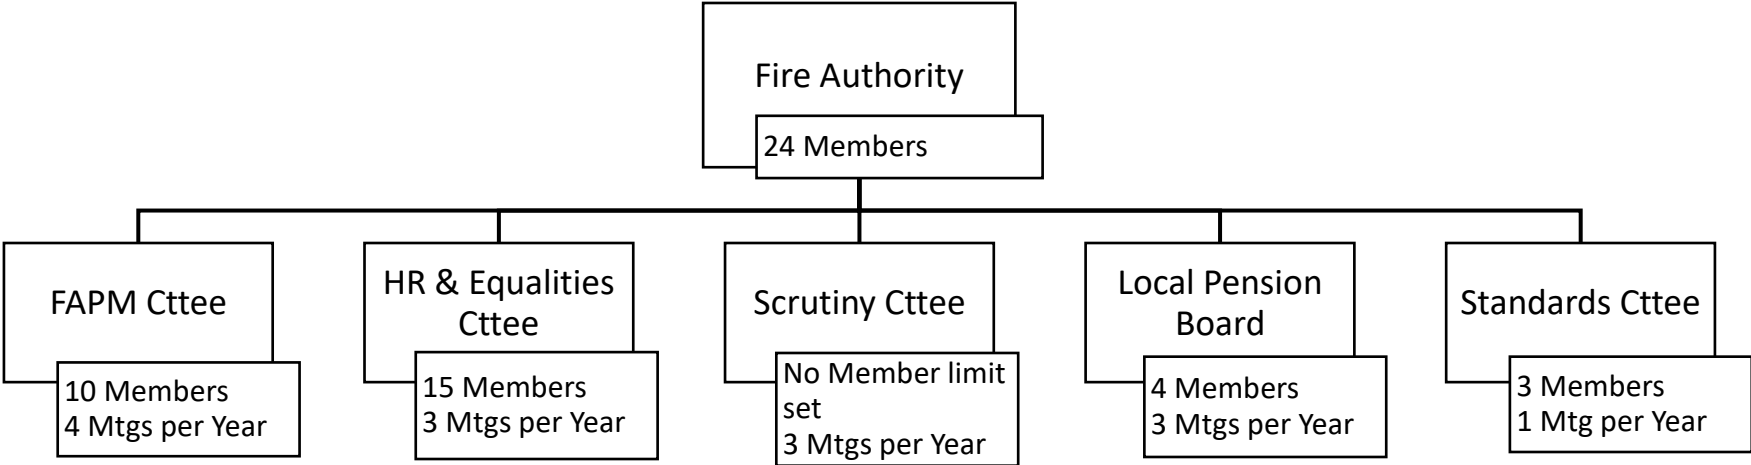 Fire Authority
24 Members
FAPM Cttee
10 Members
4 Mtgs per Year
HR & Equalities
Cttee
15 Members
3 Mtgs per Year
Scrutiny Cttee
No Member limit
set
3 Mtgs per Year
Local Pension
Board
4 Members
3 Mtgs per Year
Standards Cttee
3 Members
1 Mtg per Year